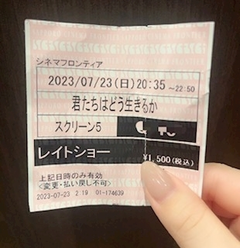 シネマフロンティア
2023/07/23(日)20:35 ～22:50
君たちはどう生きるか
スクリーン5
レイトショー ¥1,500(税込)
上記日時のみ有効
<変更・払い戻し不可>
2023-07-23 2 19 01-174639